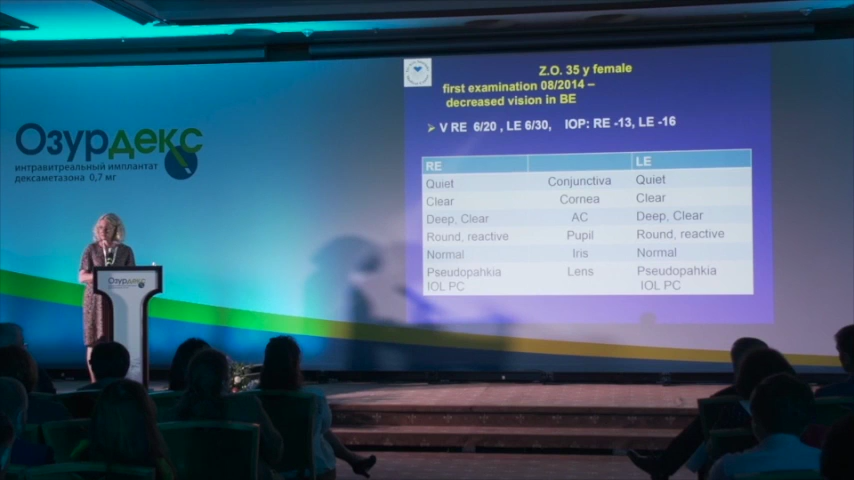 Озурдекс
интравитреальный имплантат
дексаметазона 0,7 мг
Z.O. 35 y female
first examination 08/2014 –
decreased vision in BE
➢ V RE 6/20 , LE 6/30, IOP: RE -13, LE -16
RE LE
Quiet Conjunctiva Quiet
Clear Cornea Clear
Deep, Clear AC Deep, Clear
Round, reactive Pupil Round, reactive
Normal Iris Normal
Pseudopahkia Lens Pseudopahkia
IOL PC IOL PC
Озурдекс